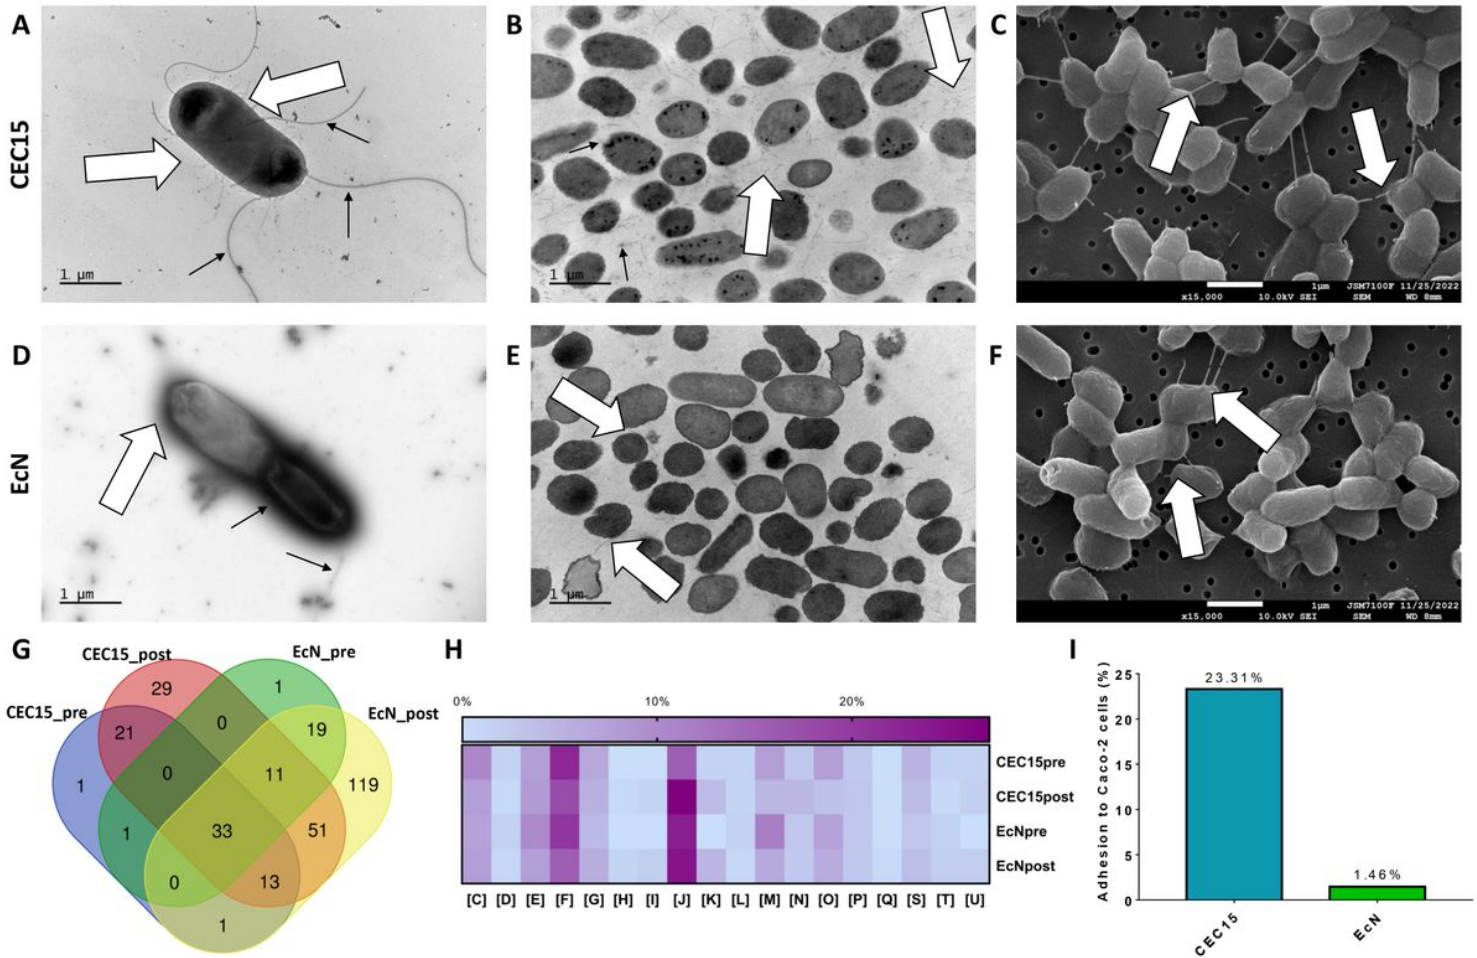 A
B
C
CEC15
1 µm
1 µm
1µm JSM7100F 11/25/2022
x15,000 10.0kV SEI SEM WD 8mm
D
E
F
EcN
1 µm
1 µm
1µm JSM7100F 11/25/2022
x15,000 10.0kV SEI SEM WD 8mm
G
CEC15_post
EcN_pre
CEC15_pre
EcN_post
29
1
21
0
19
1
0
11
119
1
33
51
0
13
1
H
0% 10% 20%
CEC15pre
CEC15post
EcNpre
EcNpost
[C] [D] [E] [F] [G] [H] [I] [J] [K] [L] [M] [N] [O] [P] [Q] [S] [T] [U]
I
Adhesion to Caco-2 cells (%)
25
20
15
10
5
0
23.31%
1.46%
CEC15
EcN